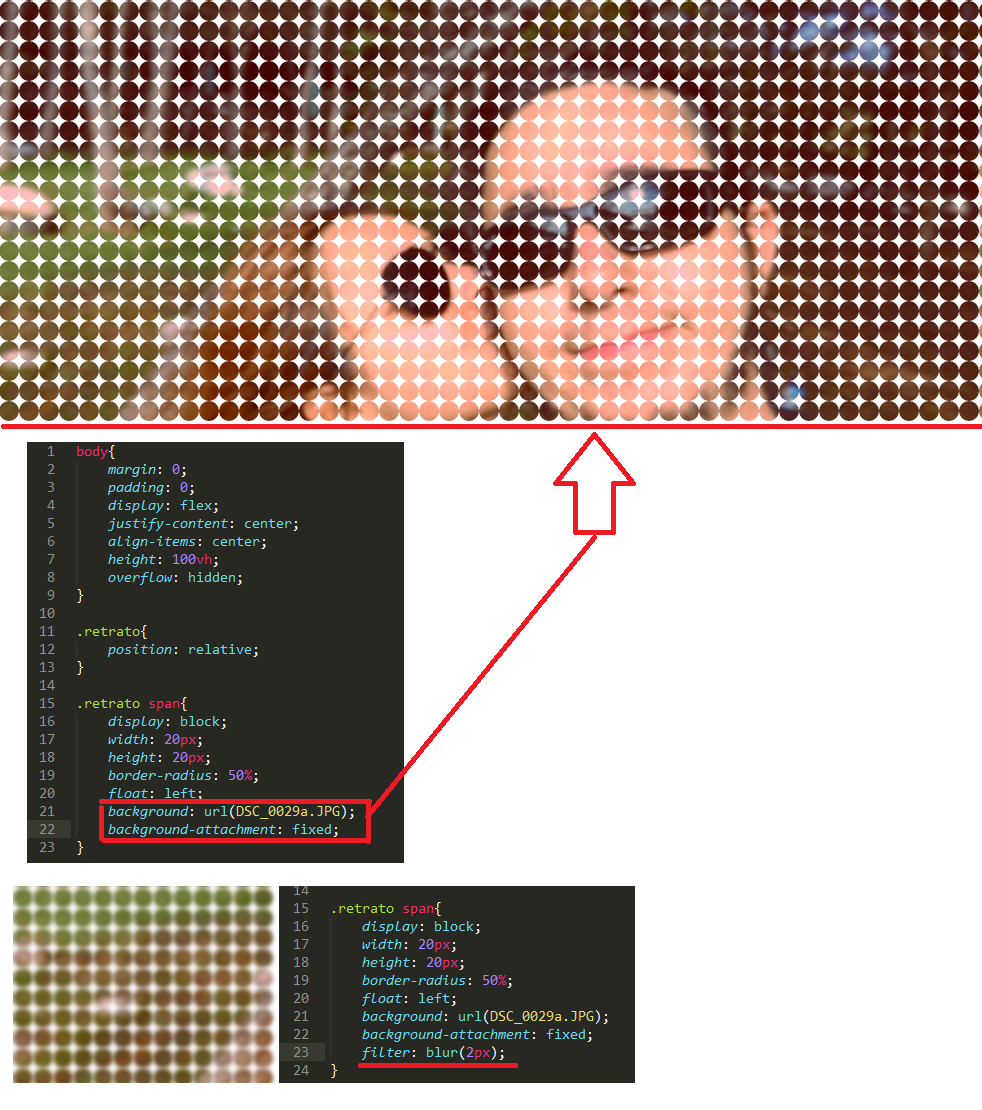 1 body{
2 margin: 0;
3 padding: 0;
4 display: flex;
5 justify-content: center;
6 align-items: center;
7 height: 100vh;
8 overflow: hidden;
9 }
10
11 .retrato{
12 position: relative;
13 }
14
15 .retrato span{
16 display: block;
17 width: 20px;
18 height: 20px;
19 border-radius: 50%;
20 float: left;
21 background: url(DSC_0029a.JPG);
22 background-attachment: fixed;
23 }
14
15 .retrato span{
16 display: block;
17 width: 20px;
18 height: 20px;
19 border-radius: 50%;
20 float: left;
21 background: url(DSC_0029a.JPG);
22 background-attachment: fixed;
23 filter: blur(2px);
24 }